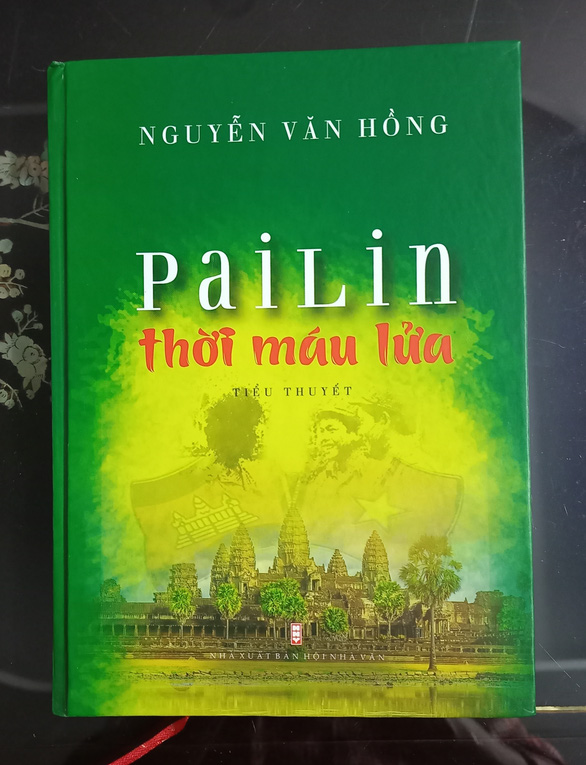 NGUYỄN VĂN HỒNG
PaiLin
thời máu lửa
TIỂU THUYẾT
NHÀ XUẤT BẢN HỘI NHÀ VĂN